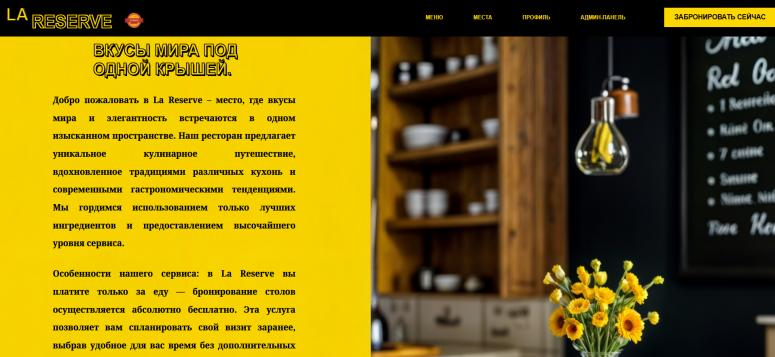 LA RESERVE
МЕНЮ МЕСТА ПРОФИЛЬ АДМИН-ПАНЕЛЬ ЗАБРОНИРОВАТЬ СЕЙЧАС
ВКУСЫ МИРА ПОД
ОДНОЙ КРЫШЕЙ.
Добро пожаловать в La Reserve – место, где вкусы
мира и элегантность встречаются в одном
изысканном пространстве. Наш ресторан предлагает
уникальное кулинарное путешествие,
вдохновленное традициями различных кухонь и
современными гастрономическими тенденциями.
Мы гордимся использованием только лучших
ингредиентов и предоставлением высочайшего
уровня сервиса.
Особенности нашего сервиса: в La Reserve вы
платите только за еду — бронирование столов
осуществляется абсолютно бесплатно. Эта услуга
позволяет вам спланировать свой визит заранее,
выбрав удобное для вас время без дополнительных